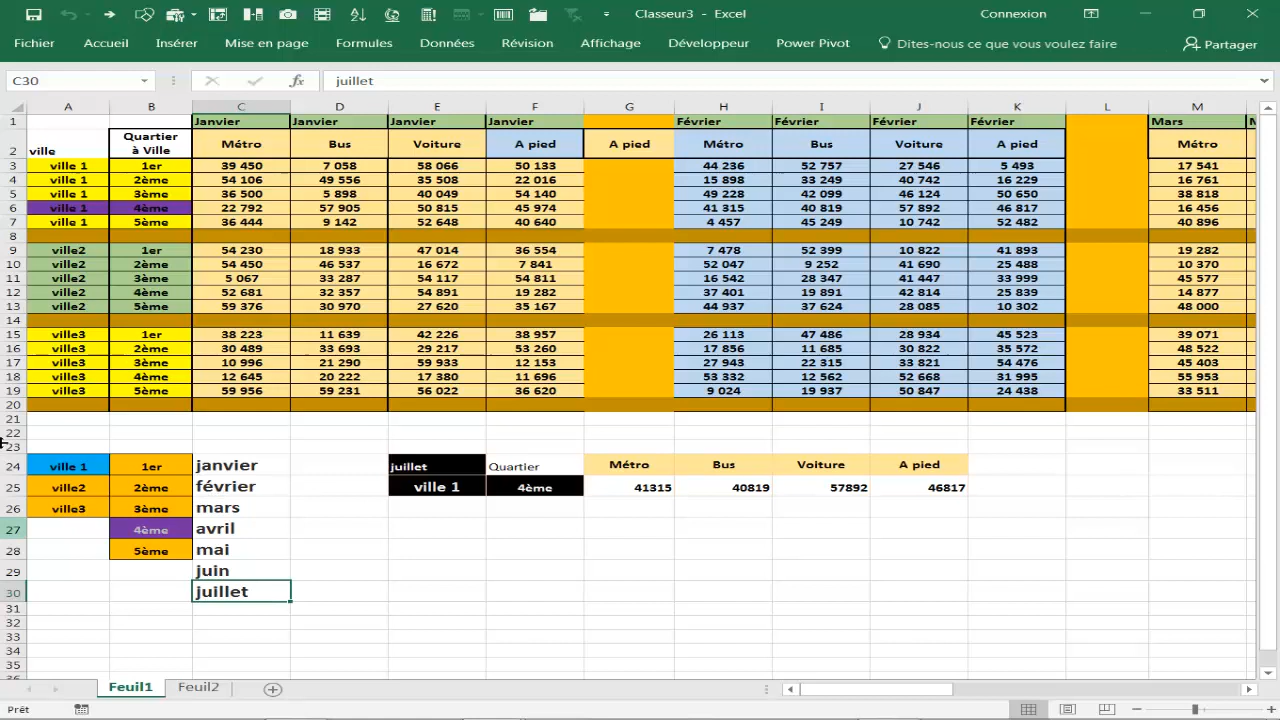 Classeur3 - Excel Connexion
Fichier Accueil Insérer Mise en page Formules Données Révision Affichage Développeur Power Pivot Dites-nous ce que vous voulez faire Partager
C30 fx juillet
A B C D E F G H I J K L M
1 Janvier Janvier Janvier Janvier Février Février Février Février Mars
2 ville Quartier à Ville Métro Bus Voiture A pied A pied Métro Bus Voiture A pied Métro
3 ville 1 1er 39 450 7 058 58 066 50 133 44 236 52 757 27 546 5 493 17 541
4 ville 1 2ème 54 106 49 556 35 508 22 016 15 898 33 249 40 742 16 229 16 761
5 ville 1 3ème 36 500 5 898 40 049 54 140 49 228 42 099 46 124 50 650 38 818
6 ville 1 4ème 22 792 57 905 50 815 45 974 41 315 40 819 57 892 46 817 16 456
7 ville 1 5ème 36 444 9 142 52 648 40 640 4 457 45 249 10 742 52 482 40 896
8
9 ville2 1er 54 230 18 933 47 014 36 554 7 478 52 399 10 822 41 893 19 282
10 ville2 2ème 54 450 46 537 16 672 7 841 52 047 9 252 41 690 25 488 10 370
11 ville2 3ème 5 067 33 287 54 117 54 811 16 542 28 347 41 447 33 999 45 577
12 ville2 4ème 52 681 32 357 54 891 19 282 37 401 19 891 42 814 25 839 14 877
13 ville2 5ème 59 376 30 970 27 620 35 167 44 937 37 624 28 085 10 302 48 000
14
15 ville3 1er 38 223 11 639 42 226 38 957 26 113 47 486 28 934 45 523 39 071
16 ville3 2ème 30 489 33 693 29 217 53 260 17 856 11 685 30 822 35 572 48 522
17 ville3 3ème 10 996 21 290 59 933 12 153 27 943 22 315 33 821 54 476 45 403
18 ville3 4ème 12 645 20 222 17 380 11 696 53 332 12 562 52 668 31 995 55 953
19 ville3 5ème 59 956 59 231 56 022 36 620 9 024 19 937 50 847 24 438 33 511
20
21
22
23
24 ville 1 1er janvier juillet Quartier Métro Bus Voiture A pied
25 ville2 2ème février ville 1 4ème 41315 40819 57892 46817
26 ville3 3ème mars
27 4ème avril
28 5ème mai
29 juin
30 juillet
31
32
33
34
35
Feuil1 Feuil2
Prêt